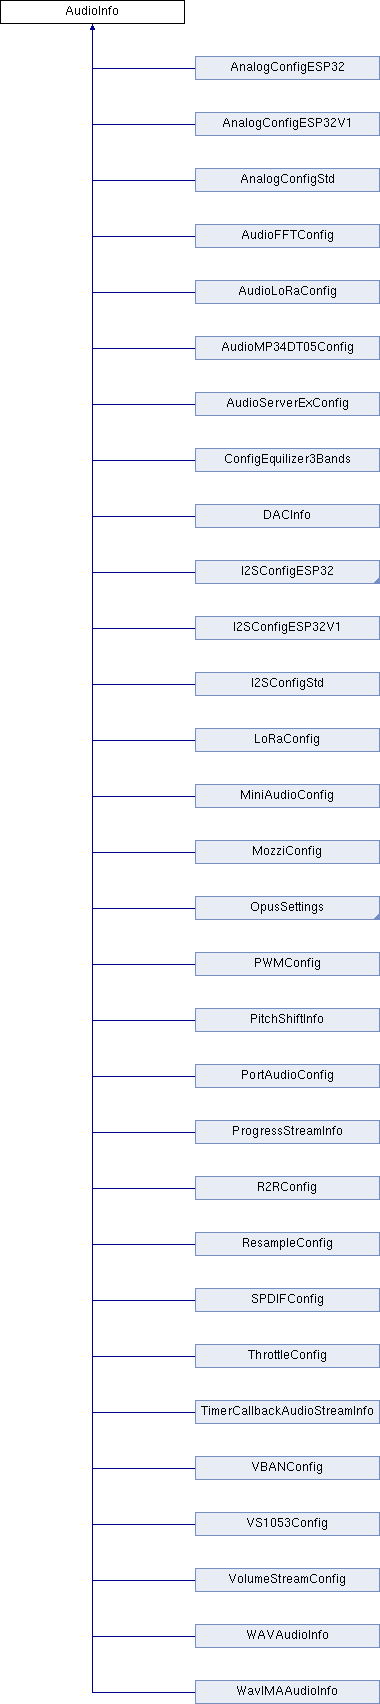 AudioInfo
AnalogConfigESP32
AnalogConfigESP32V1
AnalogConfigStd
AudioFFTConfig
AudioLoRaConfig
AudioMP34DT05Config
AudioServerExConfig
ConfigEquilizer3Bands
DACInfo
I2SConfigESP32
I2SConfigESP32V1
I2SConfigStd
LoRaConfig
MiniAudioConfig
MozziConfig
OpusSettings
PWMConfig
PitchShiftInfo
PortAudioConfig
ProgressStreamInfo
R2RConfig
ResampleConfig
SPDIFConfig
ThrottleConfig
TimerCallbackAudioStreamInfo
VBANConfig
VS1053Config
VolumeStreamConfig
WAVAudioInfo
WavIMAAudioInfo